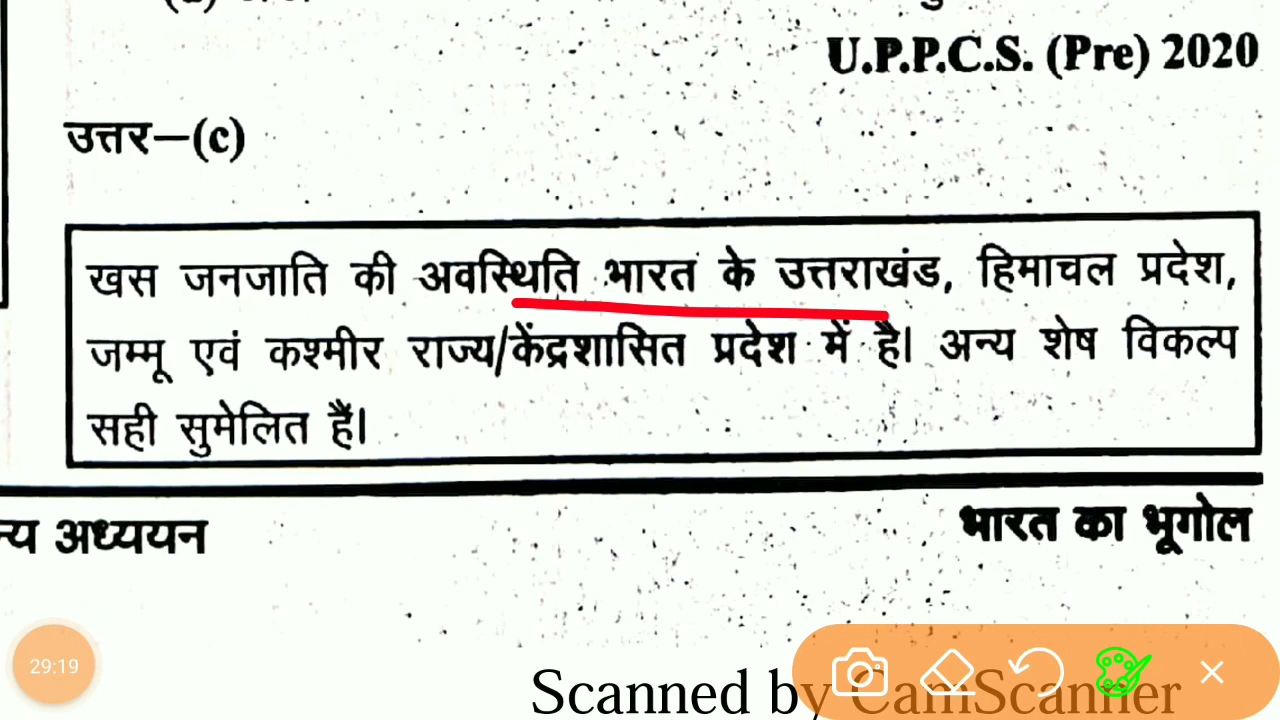 U.P.P.C.S. (Pre) 2020
उत्तर–(c)
खस जनजाति की अवस्थिति भारत के उत्तराखंड, हिमाचल प्रदेश,
जम्मू एवं कश्मीर राज्य/केंद्रशासित प्रदेश में है। अन्य शेष विकल्प
सही सुमेलित हैं।
अध्ययन
भारत का भूगोल
29:19
Scanned by CamScanner